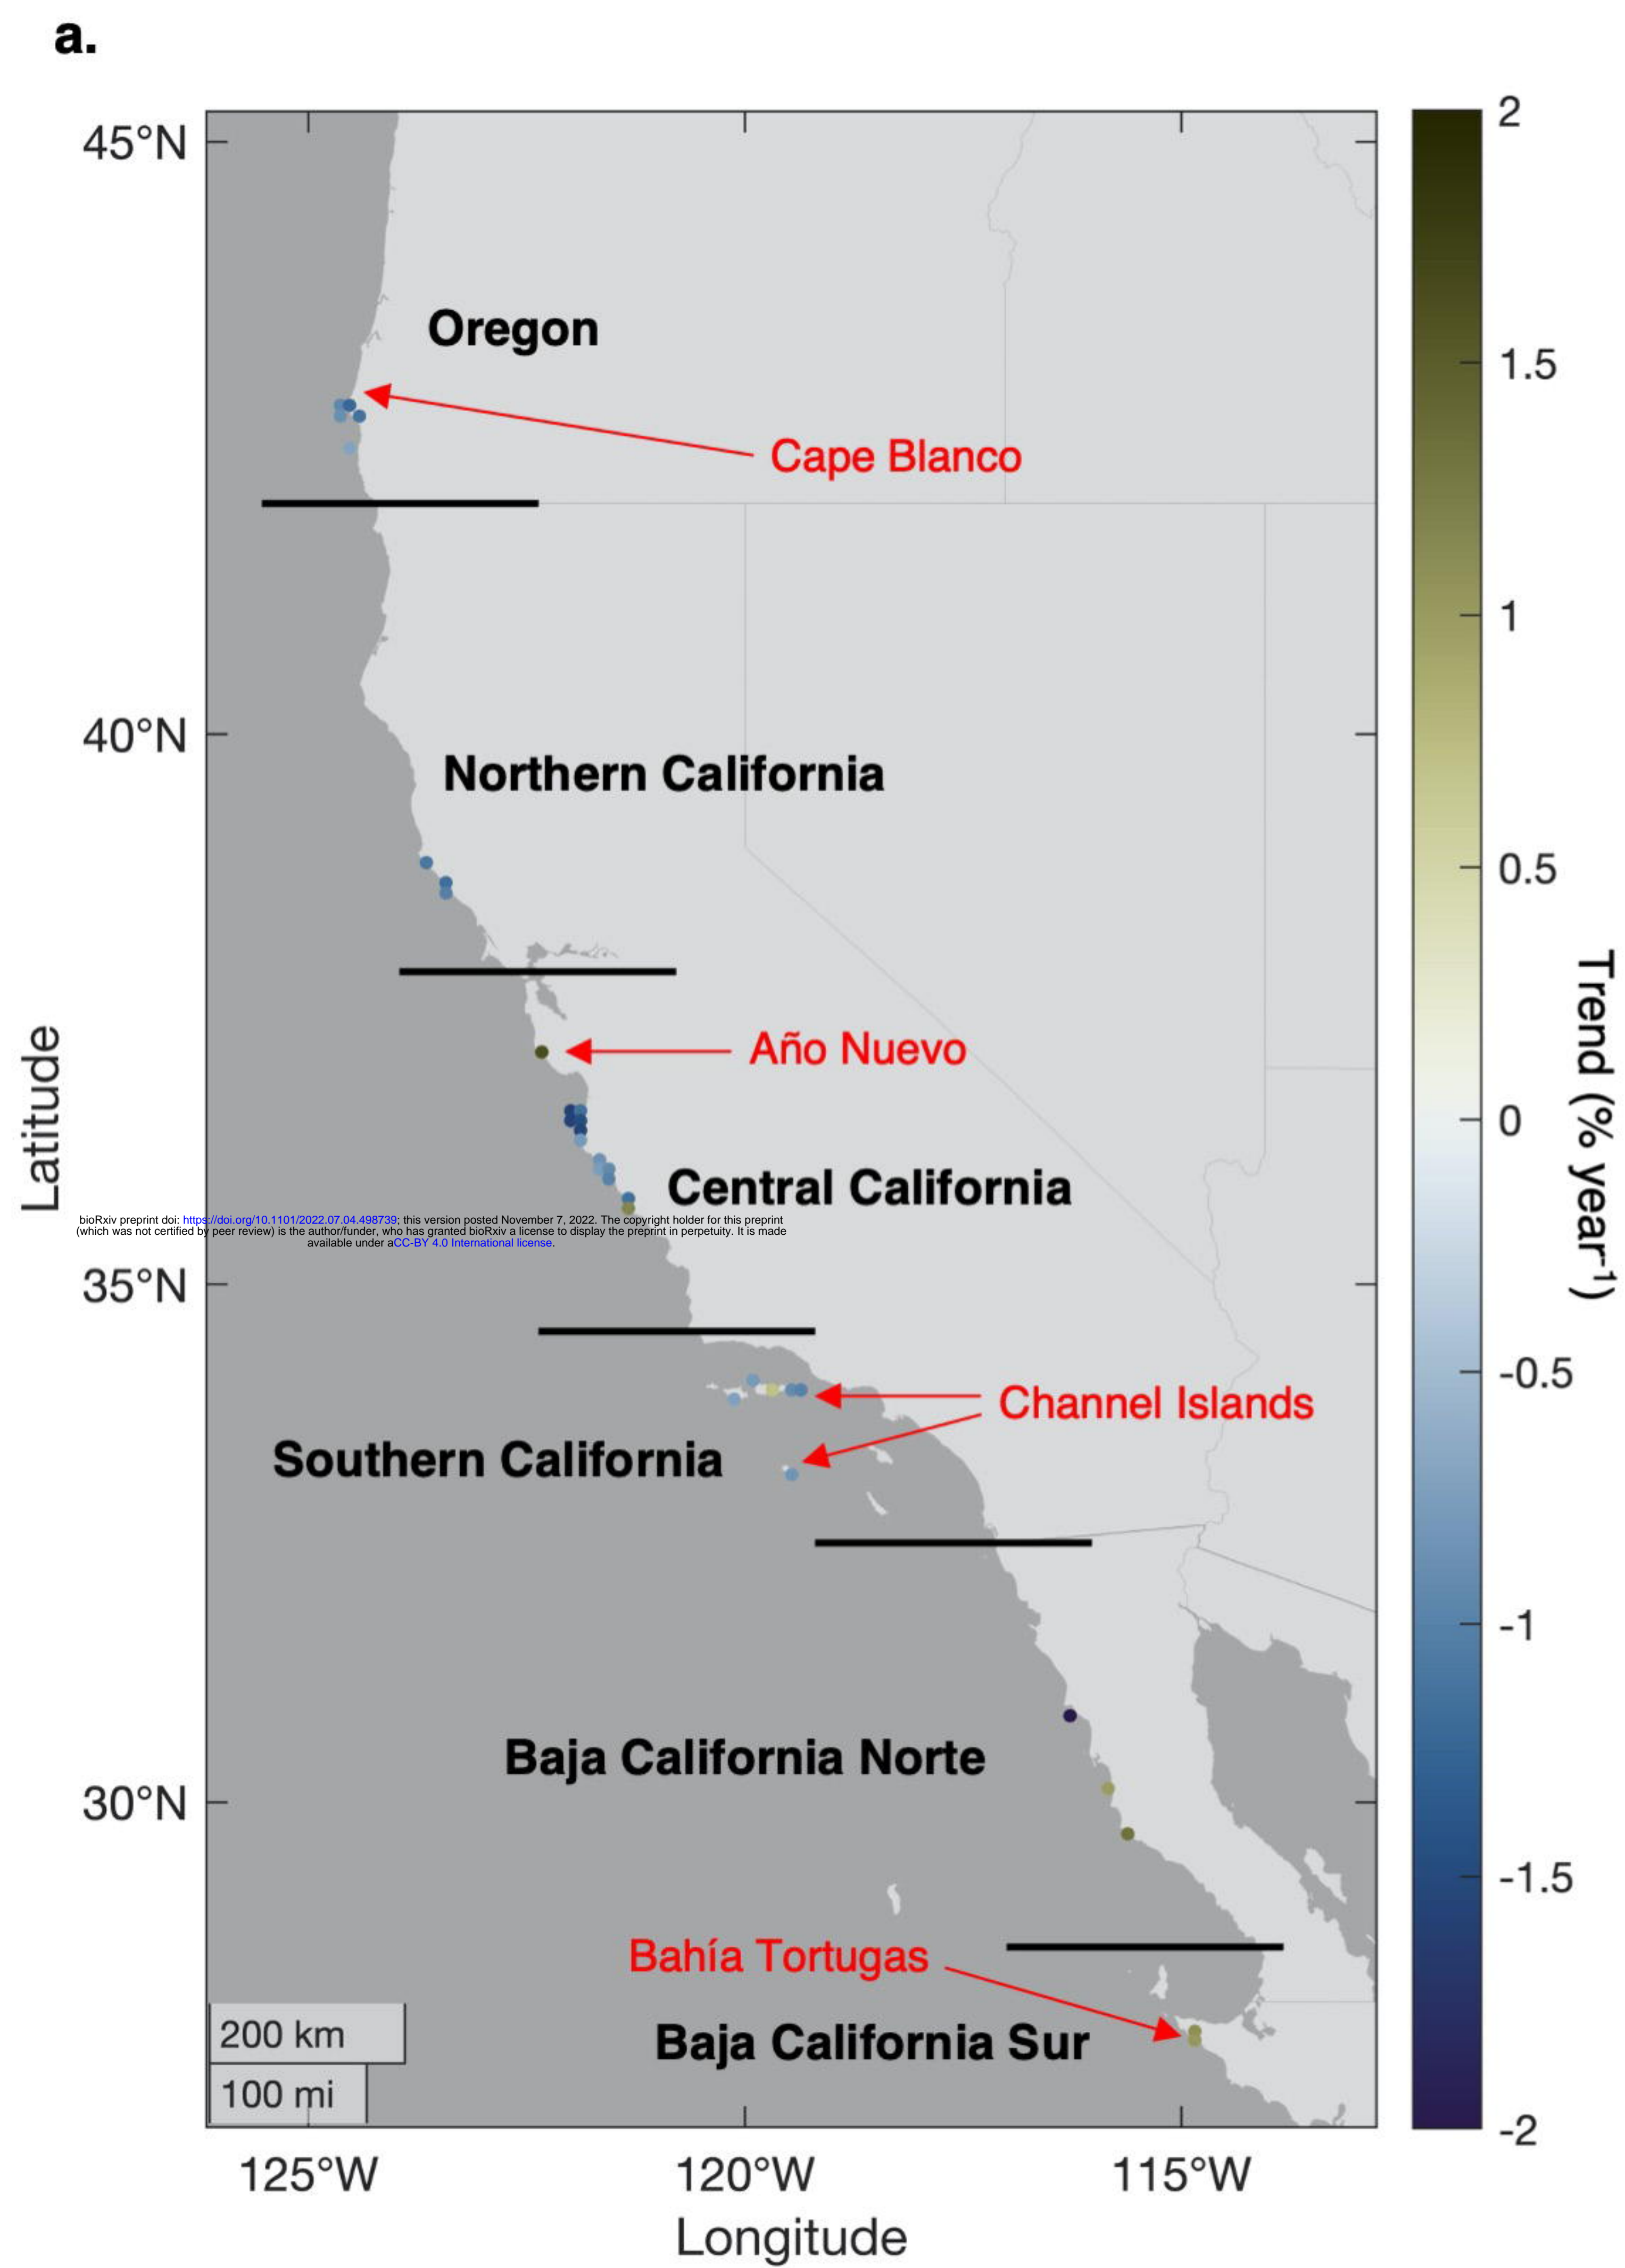 a.
45°N
40°N
35°N
30°N
Latitude
125°W
120°W
115°W
Longitude
Oregon
Cape Blanco
Northern California
Año Nuevo
Central California
bioRxiv preprint doi: https://doi.org/10.1101/2022.07.04.498739; this version posted November 7, 2022. The copyright holder for this preprint
(which was not certified by peer review) is the author/funder, who has granted bioRxiv a license to display the preprint in perpetuity. It is made
available under aCC-BY 4.0 International license.
Channel Islands
Southern California
Baja California Norte
Bahía Tortugas
Baja California Sur
200 km
100 mi
2
1.5
1
0.5
0
-0.5
-1
-1.5
-2
Trend (% year⁻¹)